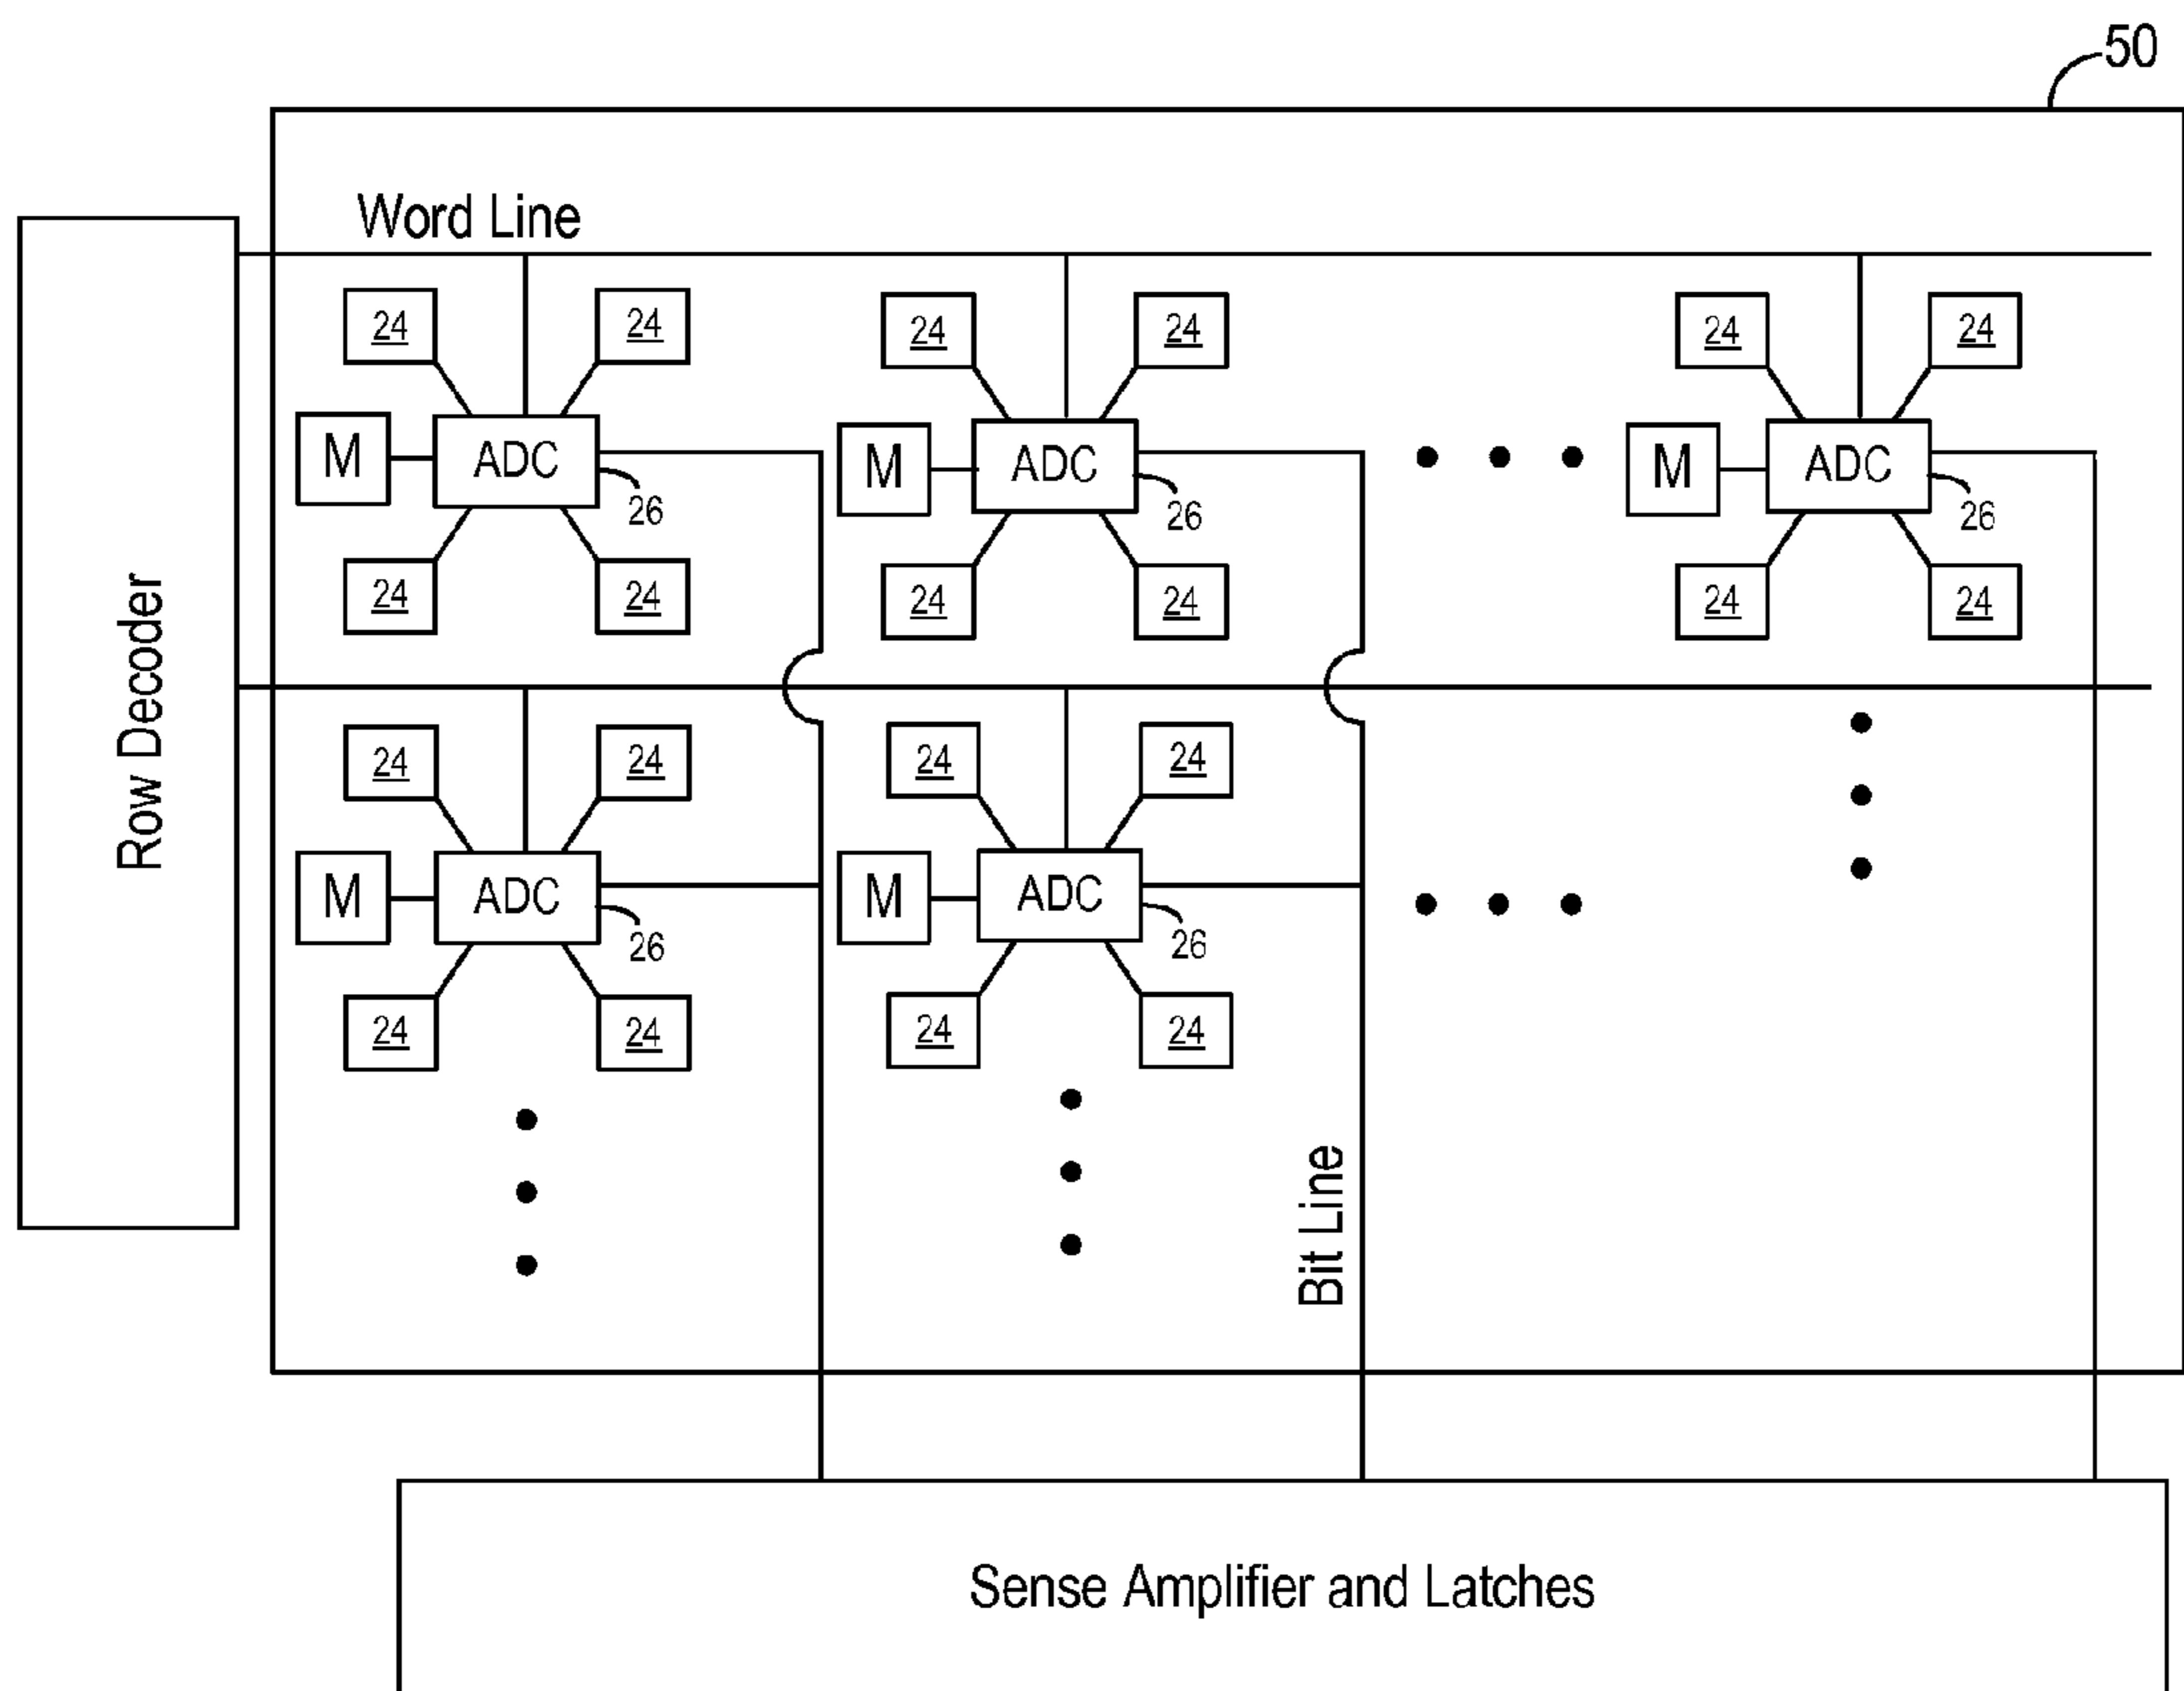 50
Word Line
24 24 24 24 24 24
M ADC M ADC M ADC
26 26 26
24 24 24 24 24 24
Row Decoder
24 24 24 24
M ADC M ADC
26 26
24 24 24 24
Bit Line
Sense Amplifier and Latches